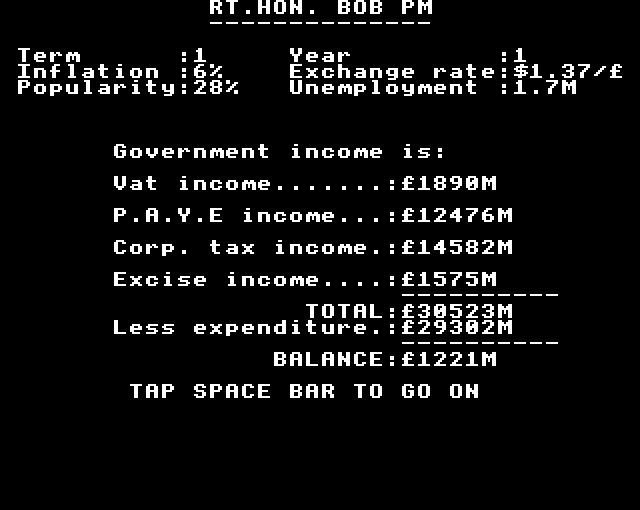 RT.HON. BOB PM
Term :1 Year :1
Inflation :6% Exchange rate:$1.37/£
Popularity:28% Unemployment :1.7M
Government income is:
Vat income.......:£1890M
P.A.Y.E income...:£12476M
Corp. tax income.:£14582M
Excise income....:£1575M
TOTAL:£30523M
Less expenditure.:£29302M
BALANCE:£1221M
TAP SPACE BAR TO GO ON